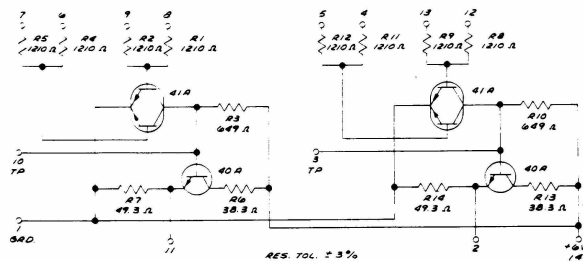 7 6 9 8 5 4 13 12
R5 1210 Ω
R4 1210 Ω
R2 1210 Ω
R1 1210 Ω
R12 1210 Ω
R11 1210 Ω
R9 1210 Ω
R8 1210 Ω
41A
R3 649 Ω
41A
R10 649 Ω
10 TP
3 TP
40A
40A
R7 49.3 Ω
R6 38.3 Ω
R14 49.3 Ω
R13 38.3 Ω
1 GRD.
11
RES. TOL. ± 3%
2
14